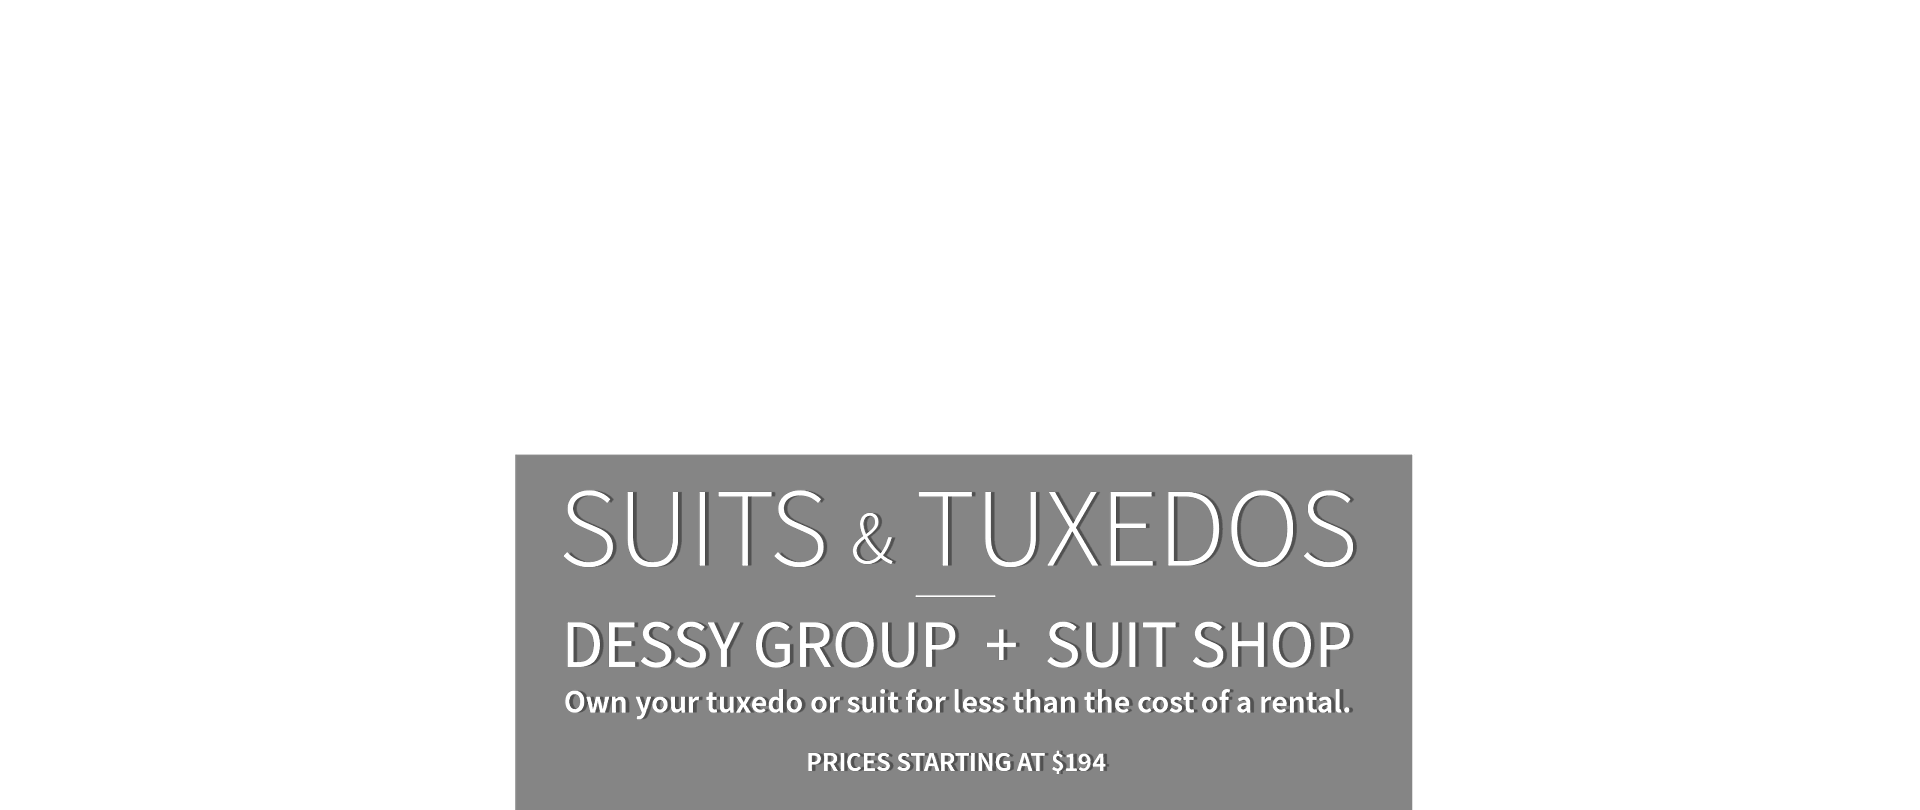 SUITS & TUXEDOS
DESSY GROUP + SUIT SHOP
Own your tuxedo or suit for less than the cost of a rental.
PRICES STARTING AT $194